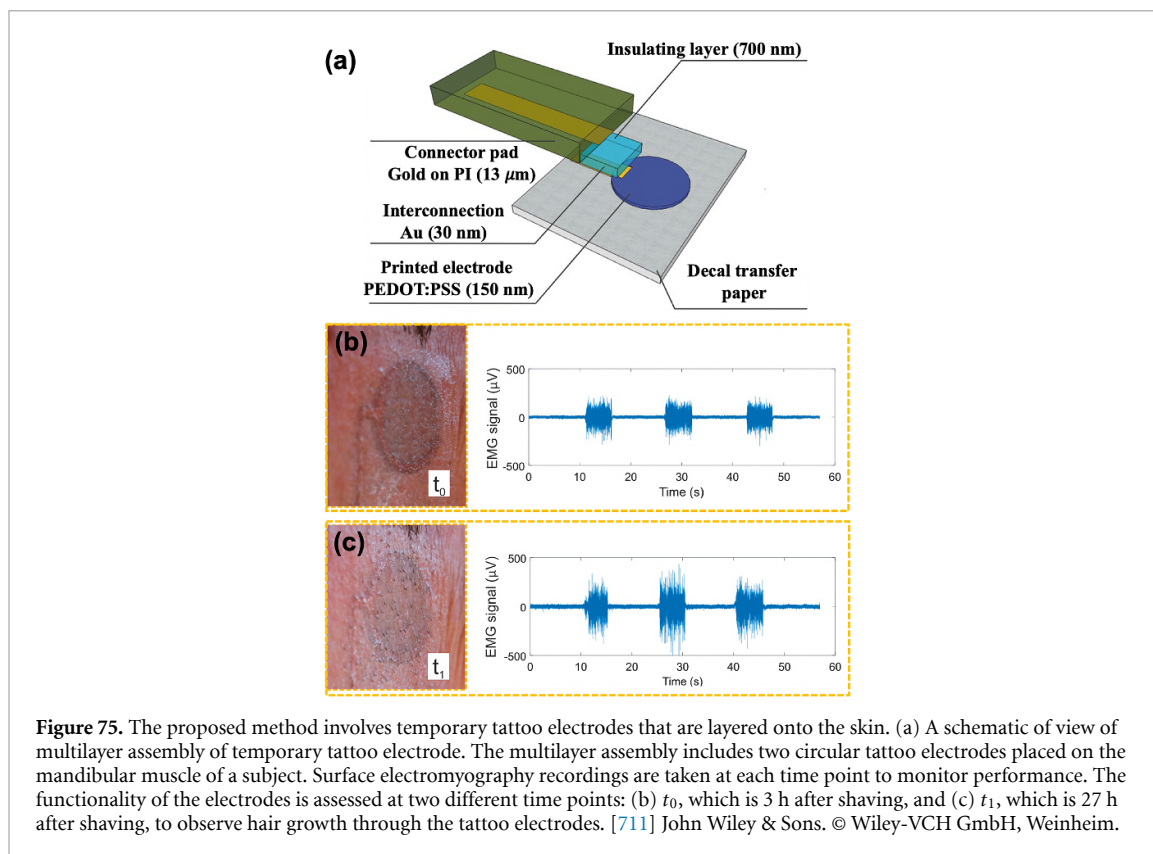 (a)
Insulating layer (700 nm)
Connector pad
Gold on PI (13 μm)
Interconnection
Au (30 nm)
Printed electrode
PEDOT:PSS (150 nm)
Decal transfer
paper
(b)
t₀
EMG signal (μV)
500
0
-500
0 10 20 30 40 50 60
Time (s)
(c)
t₁
EMG signal (μV)
500
0
-500
0 10 20 30 40 50 60
Time (s)
Figure 75. The proposed method involves temporary tattoo electrodes that are layered onto the skin. (a) A schematic of view of
multilayer assembly of temporary tattoo electrode. The multilayer assembly includes two circular tattoo electrodes placed on the
mandibular muscle of a subject. Surface electromyography recordings are taken at each time point to monitor performance. The
functionality of the electrodes is assessed at two different time points: (b) t₀, which is 3 h after shaving, and (c) t₁, which is 27 h
after shaving, to observe hair growth through the tattoo electrodes. [711] John Wiley & Sons. © Wiley-VCH GmbH, Weinheim.